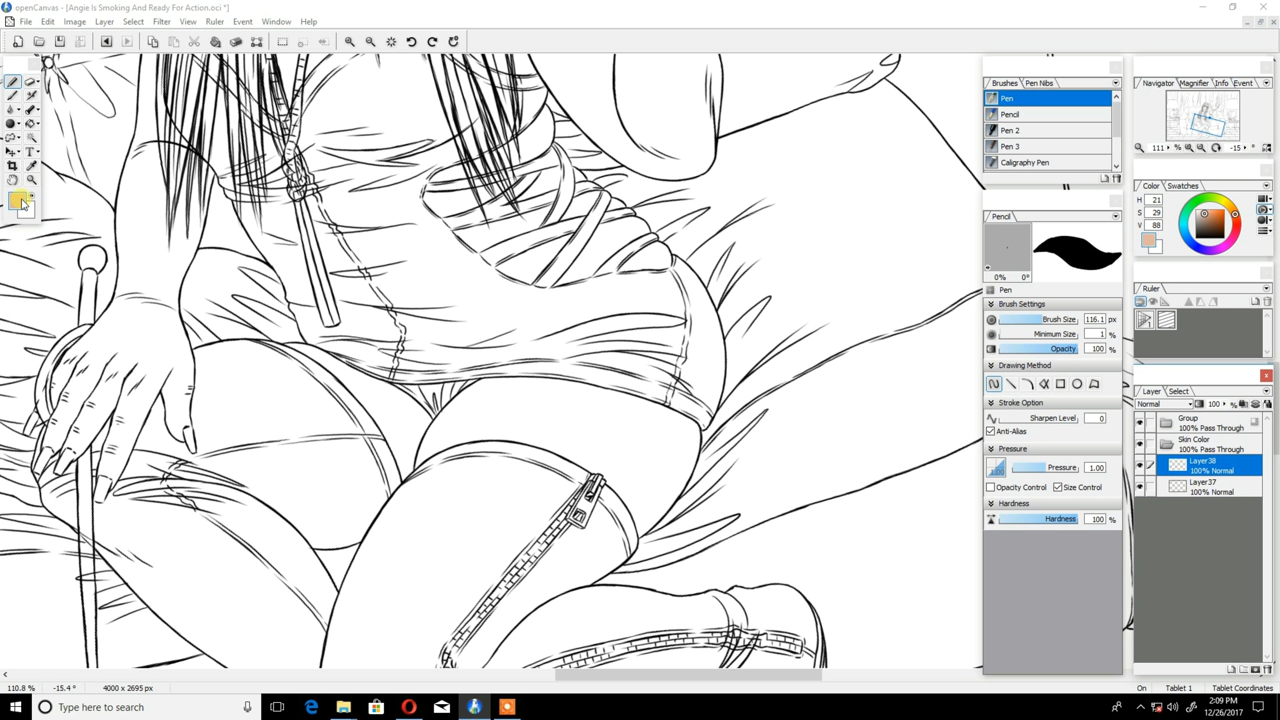 openCanvas - [Angie Is Smoking And Ready For Action.oci *]
File Edit Image Layer Select Filter View Ruler Event Window Help
Brushes Pen Nibs
Pen
Pencil
Pen 2
Pen 3
Caligraphy Pen
Pencil
0% 0°
Pen
Brush Settings
Brush Size 116.1 px
Minimum Size 1 %
Opacity 100 %
Drawing Method
Stroke Option
Sharpen Level 0
Anti-Alias
Pressure
1.00 Pressure 1.00
Opacity Control Size Control
Hardness
Hardness 100 %
Navigator Magnifier Info Event
111 % -15 °
Color Swatches
H 21
S 29
V 88
Ruler
Layer Select
Normal 100 %
Group
100% Pass Through
Skin Color
100% Pass Through
Layer38
100% Normal
Layer37
100% Normal
110.8 % -15.4 ° 4000 x 2695 px On Tablet 1 Tablet Coordinates
Type here to search
2:09 PM
12/26/2017